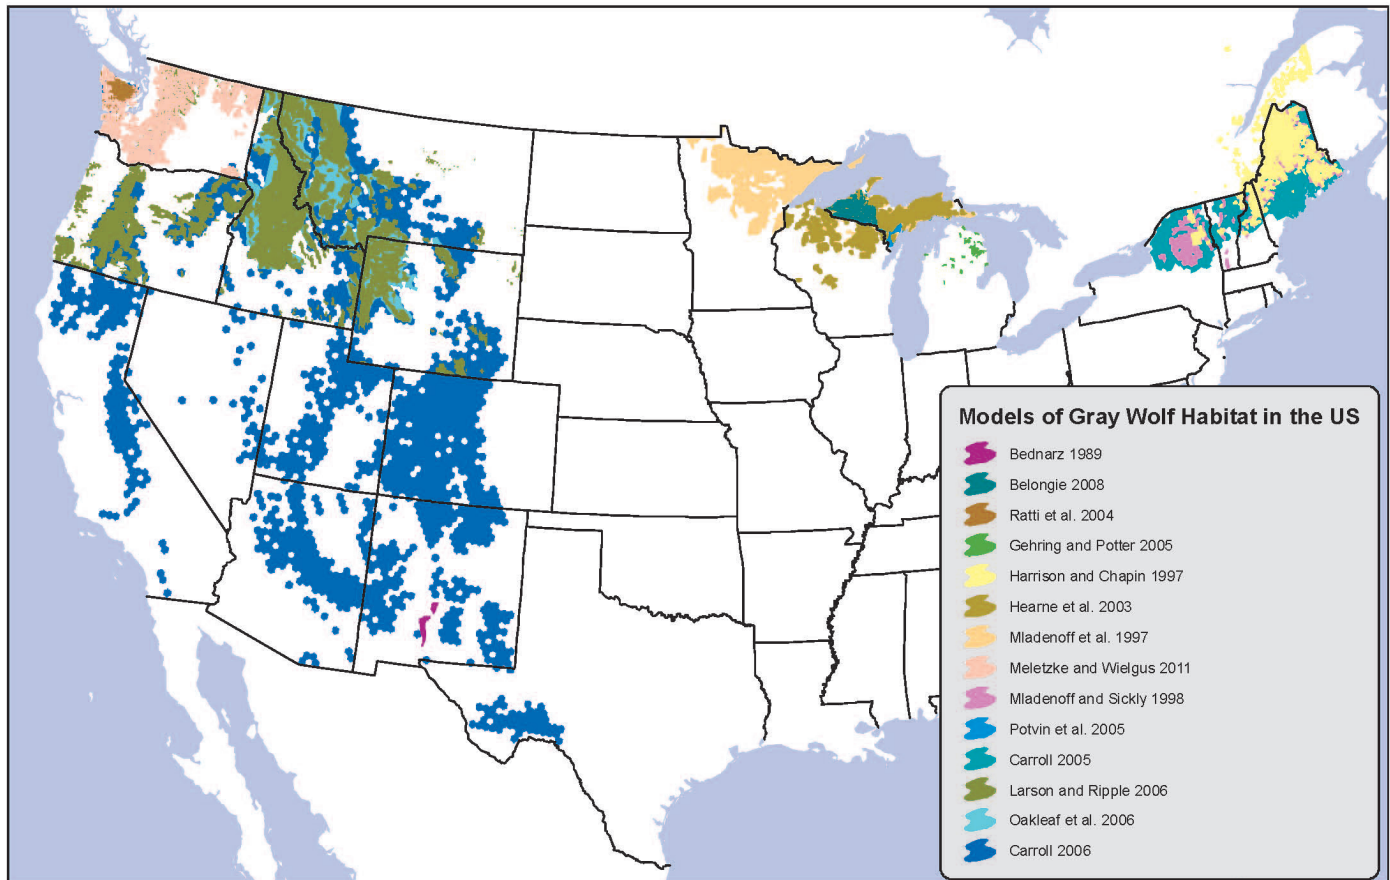 Models of Gray Wolf Habitat in the US
Bednarz 1989
Belongie 2008
Ratti et al. 2004
Gehring and Potter 2005
Harrison and Chapin 1997
Hearne et al. 2003
Mladenoff et al. 1997
Meletzke and Wielgus 2011
Mladenoff and Sickly 1998
Potvin et al. 2005
Carroll 2005
Larson and Ripple 2006
Oakleaf et al. 2006
Carroll 2006